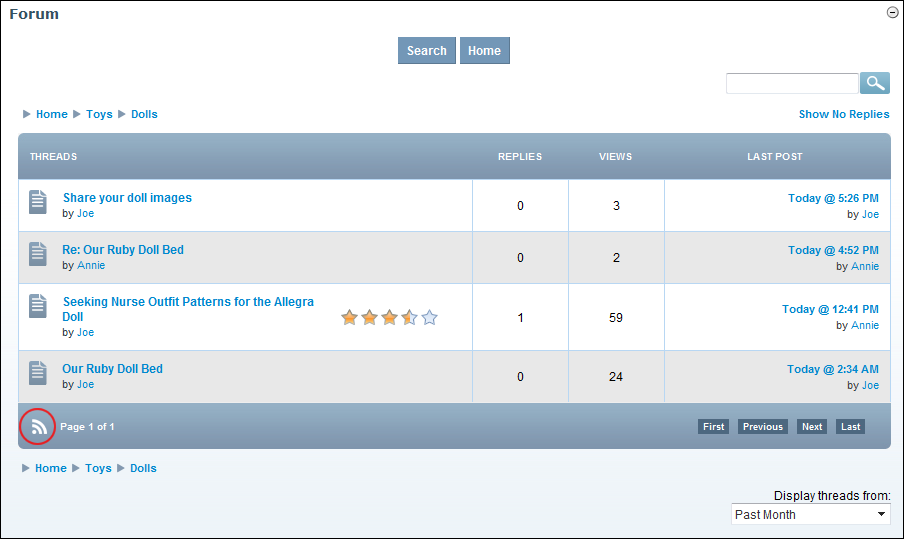 Forum
Search Home
Home Toys Dolls Show No Replies
THREADS REPLIES VIEWS LAST POST
Share your doll images 0 3 Today @ 5:26 PM
by Joe by Joe
Re: Our Ruby Doll Bed 0 2 Today @ 4:52 PM
by Annie by Annie
Seeking Nurse Outfit Patterns for the Allegra
Doll 1 59 Today @ 12:41 PM
by Joe by Annie
Our Ruby Doll Bed 0 24 Today @ 2:34 AM
by Joe by Joe
Page 1 of 1 First Previous Next Last
Home Toys Dolls
Display threads from:
Past Month